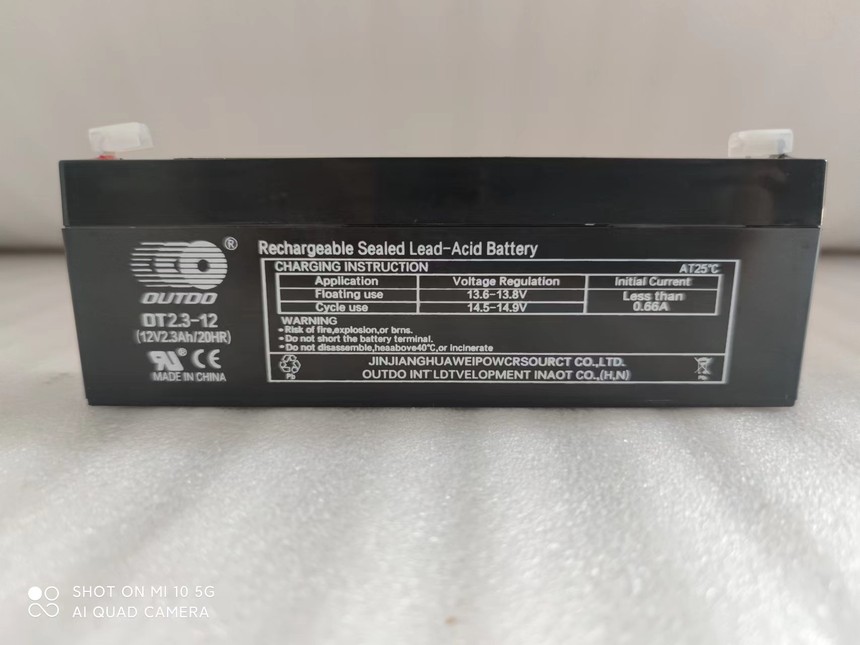 ®
OUTDO
OT2.3-12
(12V2.3Ah/20HR)
MADE IN CHINA
Rechargeable Sealed Lead-Acid Battery
CHARGING INSTRUCTION AT25℃
Application Voltage Regulation Initial Current
Floating use 13.6-13.8V Less than
Cycle use 14.5-14.9V 0.66A
WARNING
Risk of fire,explosion,or brns.
Do not short the battery terminal.
Do not disassemble,heaabove40℃,or incinerate
Pb JINJIANGHUAWEIPOWCRSOURCT CO.,LTD. Pb
OUTDO INT'LDTVELOPMENT INAOT CO.,(H,N)
SHOT ON MI 10 5G
AI QUAD CAMERA